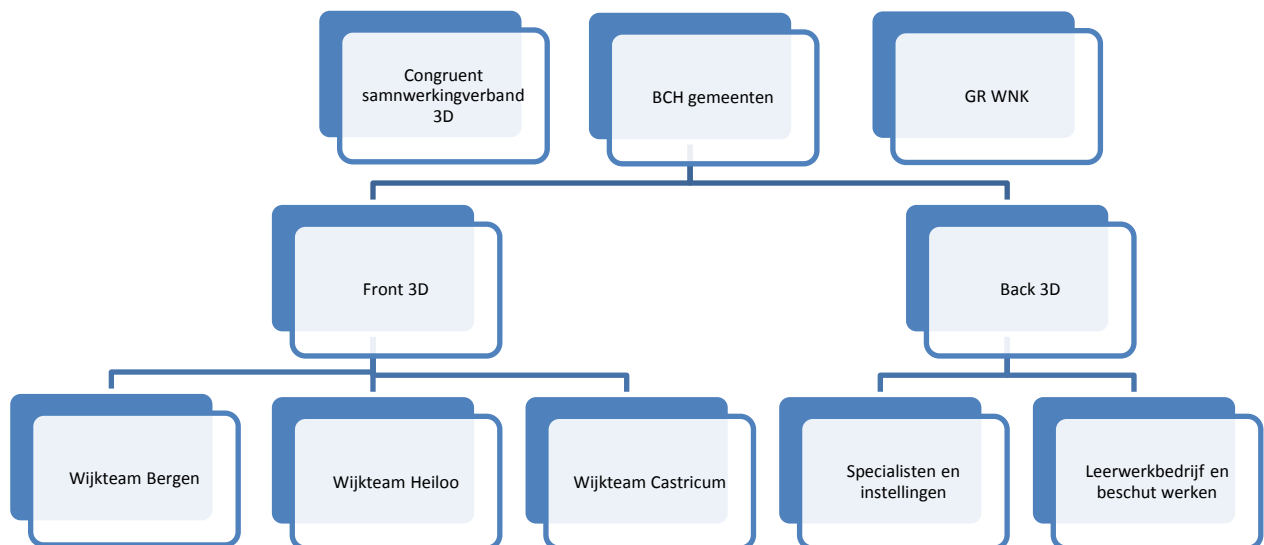 Congruent
samnwerkingverband
3D
BCH gemeenten
GR WNK
Front 3D
Back 3D
Wijkteam Bergen
Wijkteam Heiloo
Wijkteam Castricum
Specialisten en
instellingen
Leerwerkbedrijf en
beschut werken